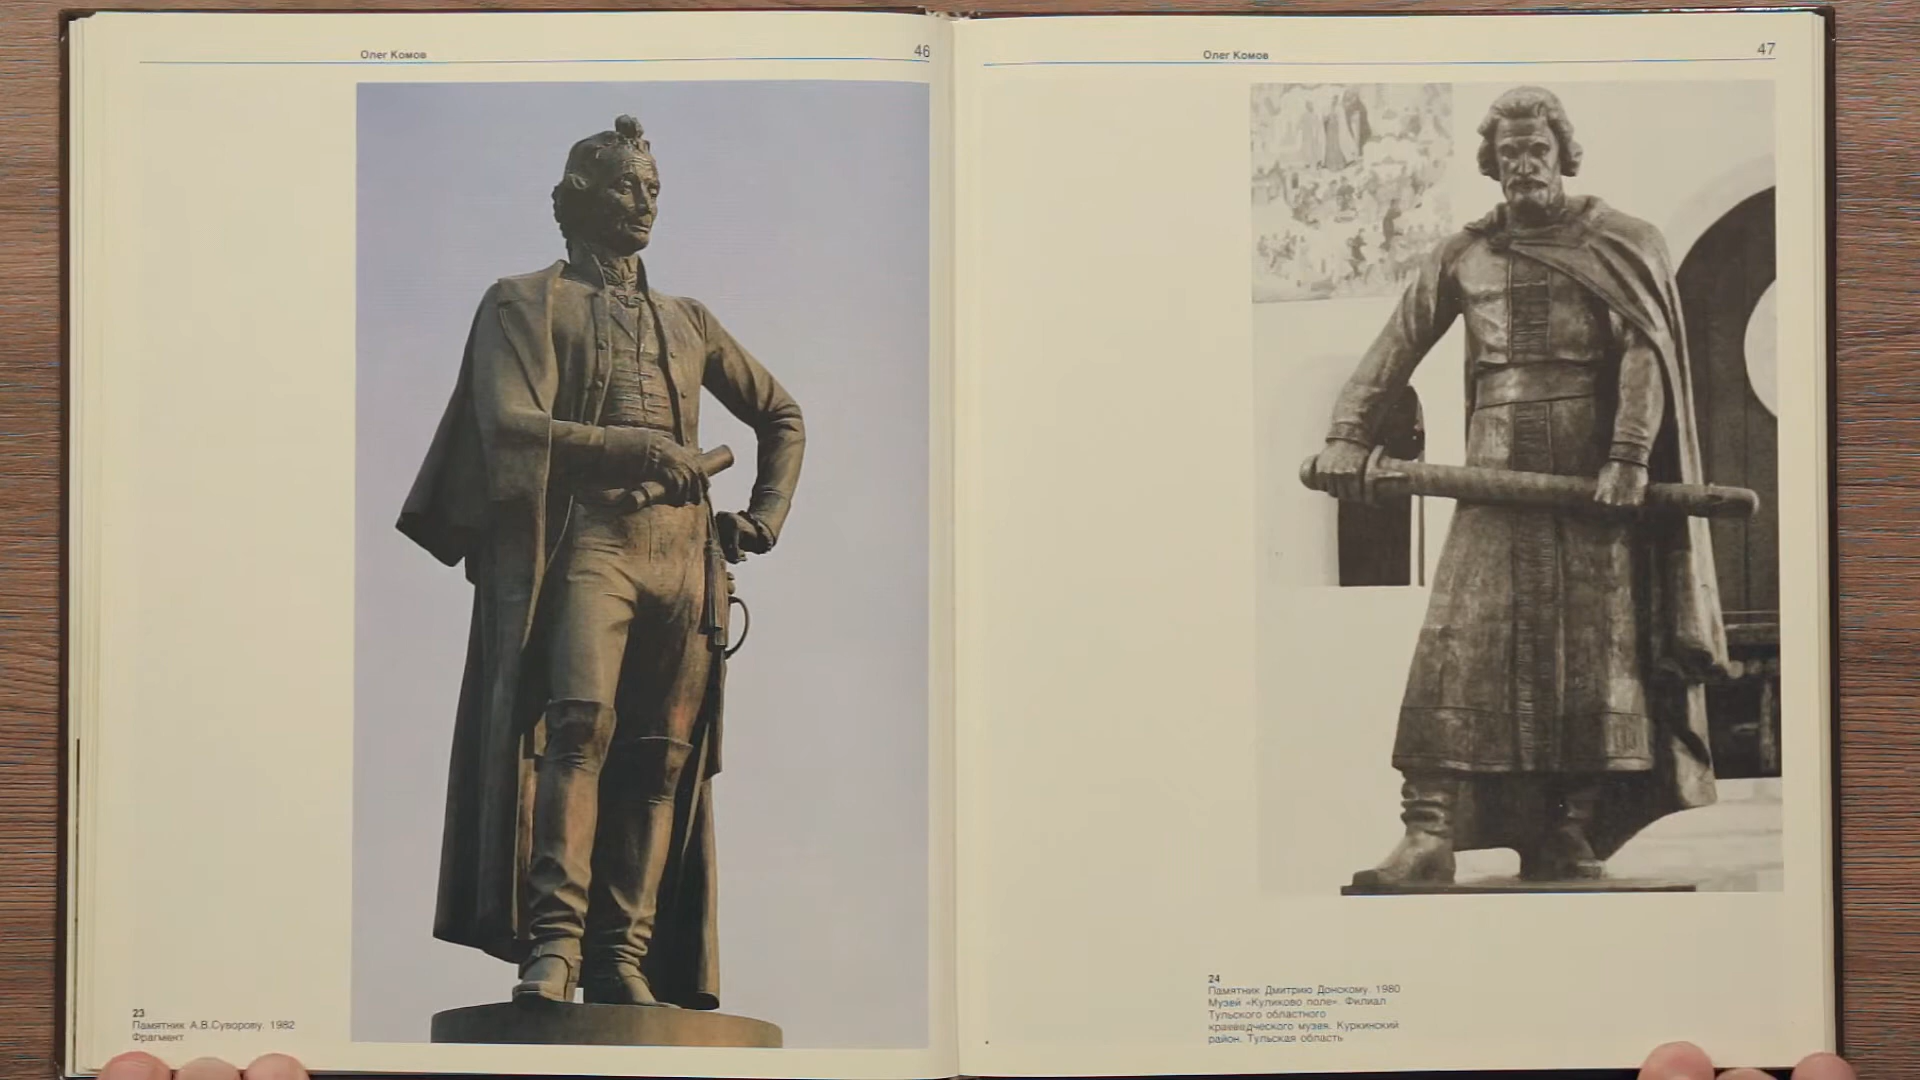 Олег Комов
46
23
Памятник А.В.Суворову. 1982
Фрагмент
Олег Комов
47
24
Памятник Дмитрию Донскому. 1980
Музей «Куликово поле». Филиал
Тульского областного
краеведческого музея. Куркинский
район. Тульская область